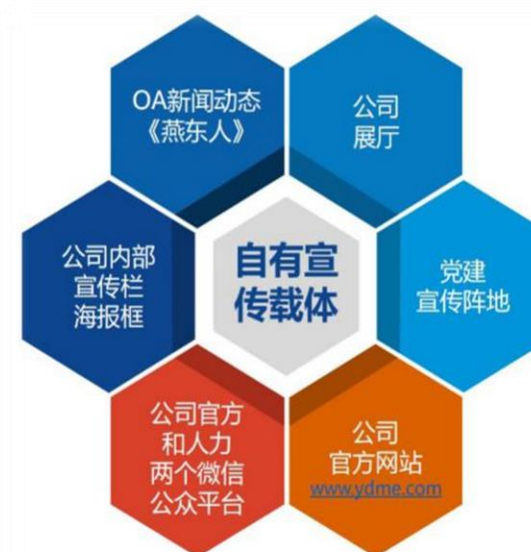 OA新闻动态
《燕东人》
公司
展厅
公司内部
宣传栏
海报框
自有宣
传载体
党建
宣传阵地
公司官方
和人力
两个微信
公众平台
公司
官方网站
www.ydme.com